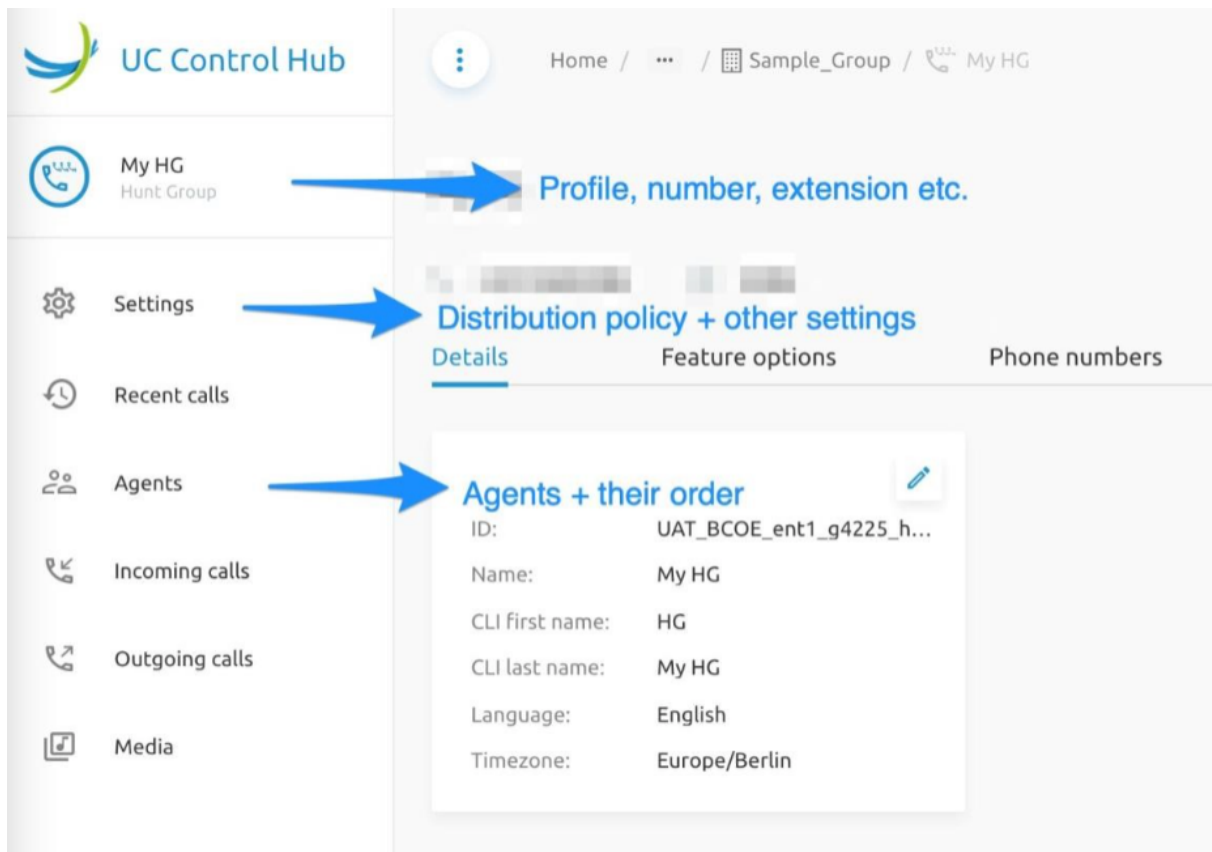 UC Control Hub
Home / ... / Sample_Group / My HG
My HG
Hunt Group
Profile, number, extension etc.
Settings
Distribution policy + other settings
Details Feature options Phone numbers
Recent calls
Agents
Agents + their order
ID: UAT_BCOE_ent1_g4225_h...
Incoming calls
Name: My HG
CLI first name: HG
Outgoing calls
CLI last name: My HG
Language: English
Media
Timezone: Europe/Berlin